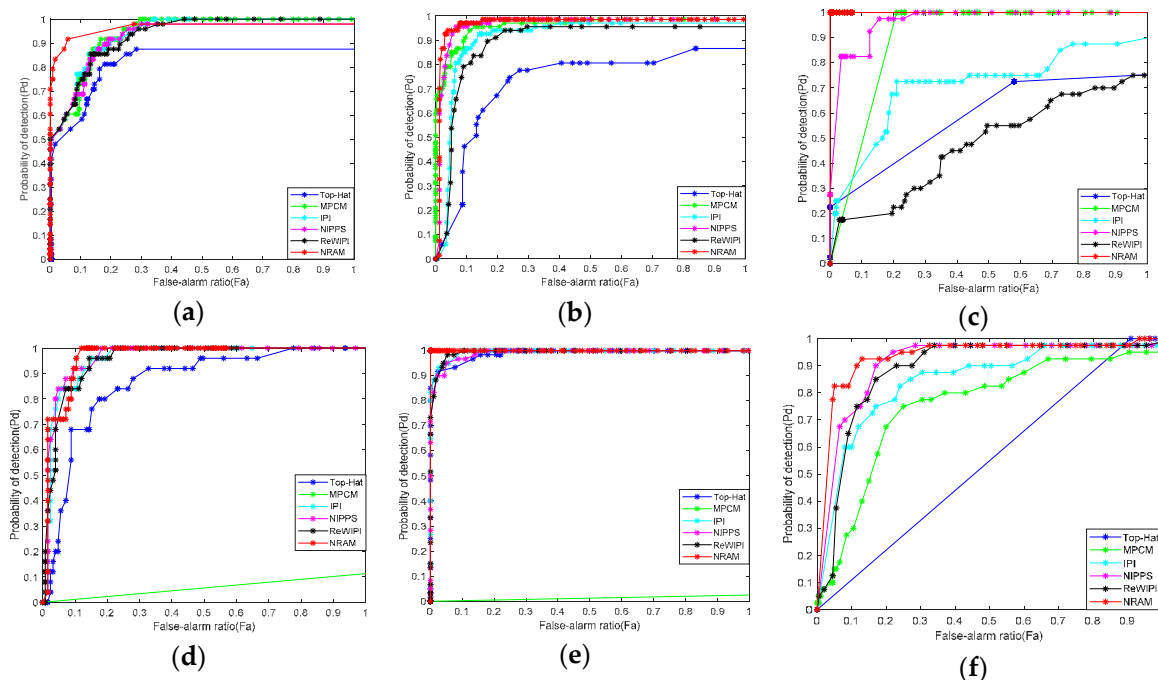 1
0.9
0.8
0.7
0.6
0.5
0.4
0.3
0.2
0.1
0
Probability of detection(Pd)
0 0.1 0.2 0.3 0.4 0.5 0.6 0.7 0.8 0.9 1
False-alarm ratio(Fa)
Top-Hat
MPCM
IPI
NIPPS
ReWIPI
NRAM
(a)
1
0.9
0.8
0.7
0.6
0.5
0.4
0.3
0.2
0.1
0
Probability of detection(Pd)
0 0.1 0.2 0.3 0.4 0.5 0.6 0.7 0.8 0.9 1
False-alarm ratio(Fa)
Top-Hat
MPCM
IPI
NIPPS
ReWIPI
NRAM
(b)
1
0.9
0.8
0.7
0.6
0.5
0.4
0.3
0.2
0.1
0
Probability of detection(Pd)
0 0.1 0.2 0.3 0.4 0.5 0.6 0.7 0.8 0.9 1
False-alarm ratio(Fa)
Top-Hat
MPCM
IPI
NIPPS
ReWIPI
NRAM
(c)
1
0.9
0.8
0.7
0.6
0.5
0.4
0.3
0.2
0.1
0
Probability of detection(Pd)
0 0.1 0.2 0.3 0.4 0.5 0.6 0.7 0.8 0.9 1
False-alarm ratio(Fa)
Top-Hat
MPCM
IPI
NIPPS
ReWIPI
NRAM
(d)
1
0.9
0.8
0.7
0.6
0.5
0.4
0.3
0.2
0.1
0
Probability of detection(Pd)
0 0.1 0.2 0.3 0.4 0.5 0.6 0.7 0.8 0.9 1
False-alarm ratio(Fa)
Top-Hat
MPCM
IPI
NIPPS
ReWIPI
NRAM
(e)
1
0.9
0.8
0.7
0.6
0.5
0.4
0.3
0.2
0.1
0
Probability of detection(Pd)
0 0.1 0.2 0.3 0.4 0.5 0.6 0.7 0.8 0.9
False-alarm ratio(Fa)
Top-Hat
MPCM
IPI
NIPPS
ReWIPI
NRAM
(f)